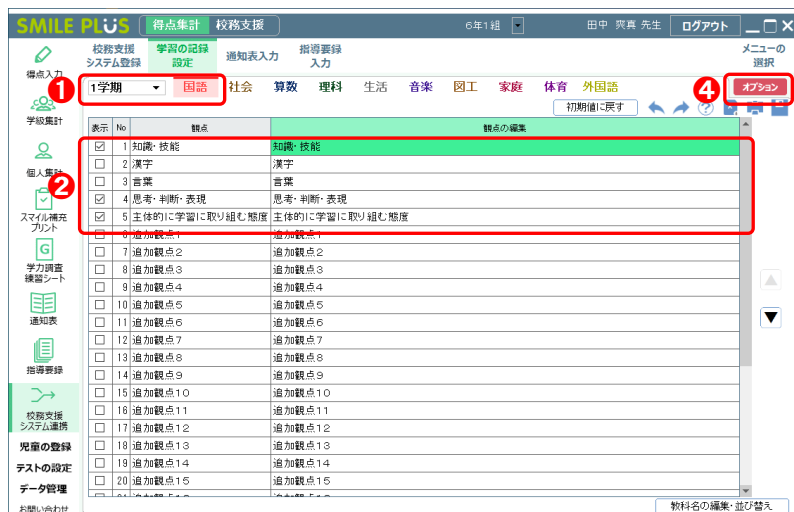 SMILE PLUS 得点集計 校務支援 6年1組 田中 爽真 先生 ログアウト
得点入力
学級集計
個人集計
スマイル補充
プリント
学力調査
練習シート
通知表
指導要録
校務支援
システム連携
児童の登録
テストの設定
データ管理
お問い合わせ
校務支援
システム登録
学習の記録
設定
通知表入力
指導要録
入力
メニューの
選択
1 1学期 国語 社会 算数 理科 生活 音楽 図工 家庭 体育 外国語 4 オプション
初期値に戻す
2
表示 No 観点 観点の編集
1 知識・技能 知識・技能
2 漢字 漢字
3 言葉 言葉
4 思考・判断・表現 思考・判断・表現
5 主体的に学習に取り組む態度 主体的に学習に取り組む態度
6 追加観点1 追加観点1
7 追加観点2 追加観点2
8 追加観点3 追加観点3
9 追加観点4 追加観点4
10 追加観点5 追加観点5
11 追加観点6 追加観点6
12 追加観点7 追加観点7
13 追加観点8 追加観点8
14 追加観点9 追加観点9
15 追加観点10 追加観点10
16 追加観点11 追加観点11
17 追加観点12 追加観点12
18 追加観点13 追加観点13
19 追加観点14 追加観点14
20 追加観点15 追加観点15
教科名の編集・並び替え